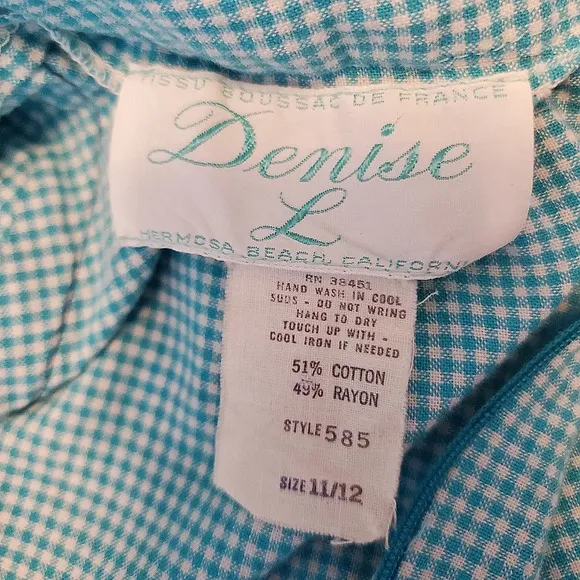 TISSU BOUSSAC DE FRANCE
Denise
L
HERMOSA BEACH, CALIFORNI
RN 38451
HAND WASH IN COOL
SUDS - DO NOT WRING
HANG TO DRY
TOUCH UP WITH -
COOL IRON IF NEEDED
51% COTTON
49% RAYON
STYLE 585
SIZE 11/12